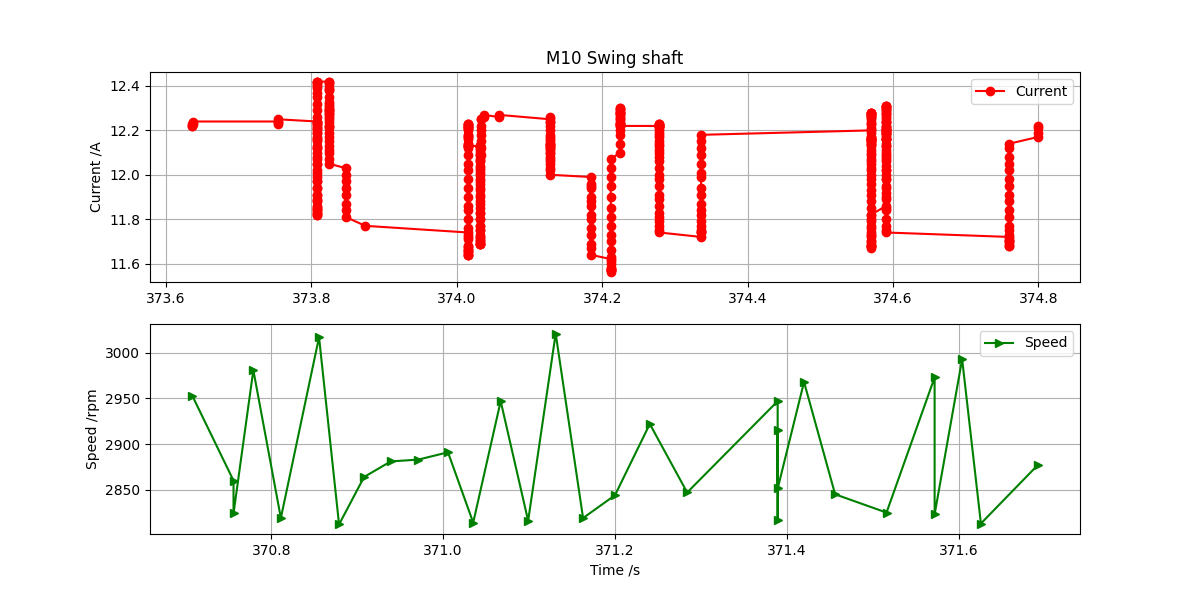 M10 Swing shaft
Current /A
12.4
12.2
12.0
11.8
11.6
Current
373.6 373.8 374.0 374.2 374.4 374.6 374.8
Speed /rpm
3000
2950
2900
2850
Speed
370.8 371.0 371.2 371.4 371.6
Time /s